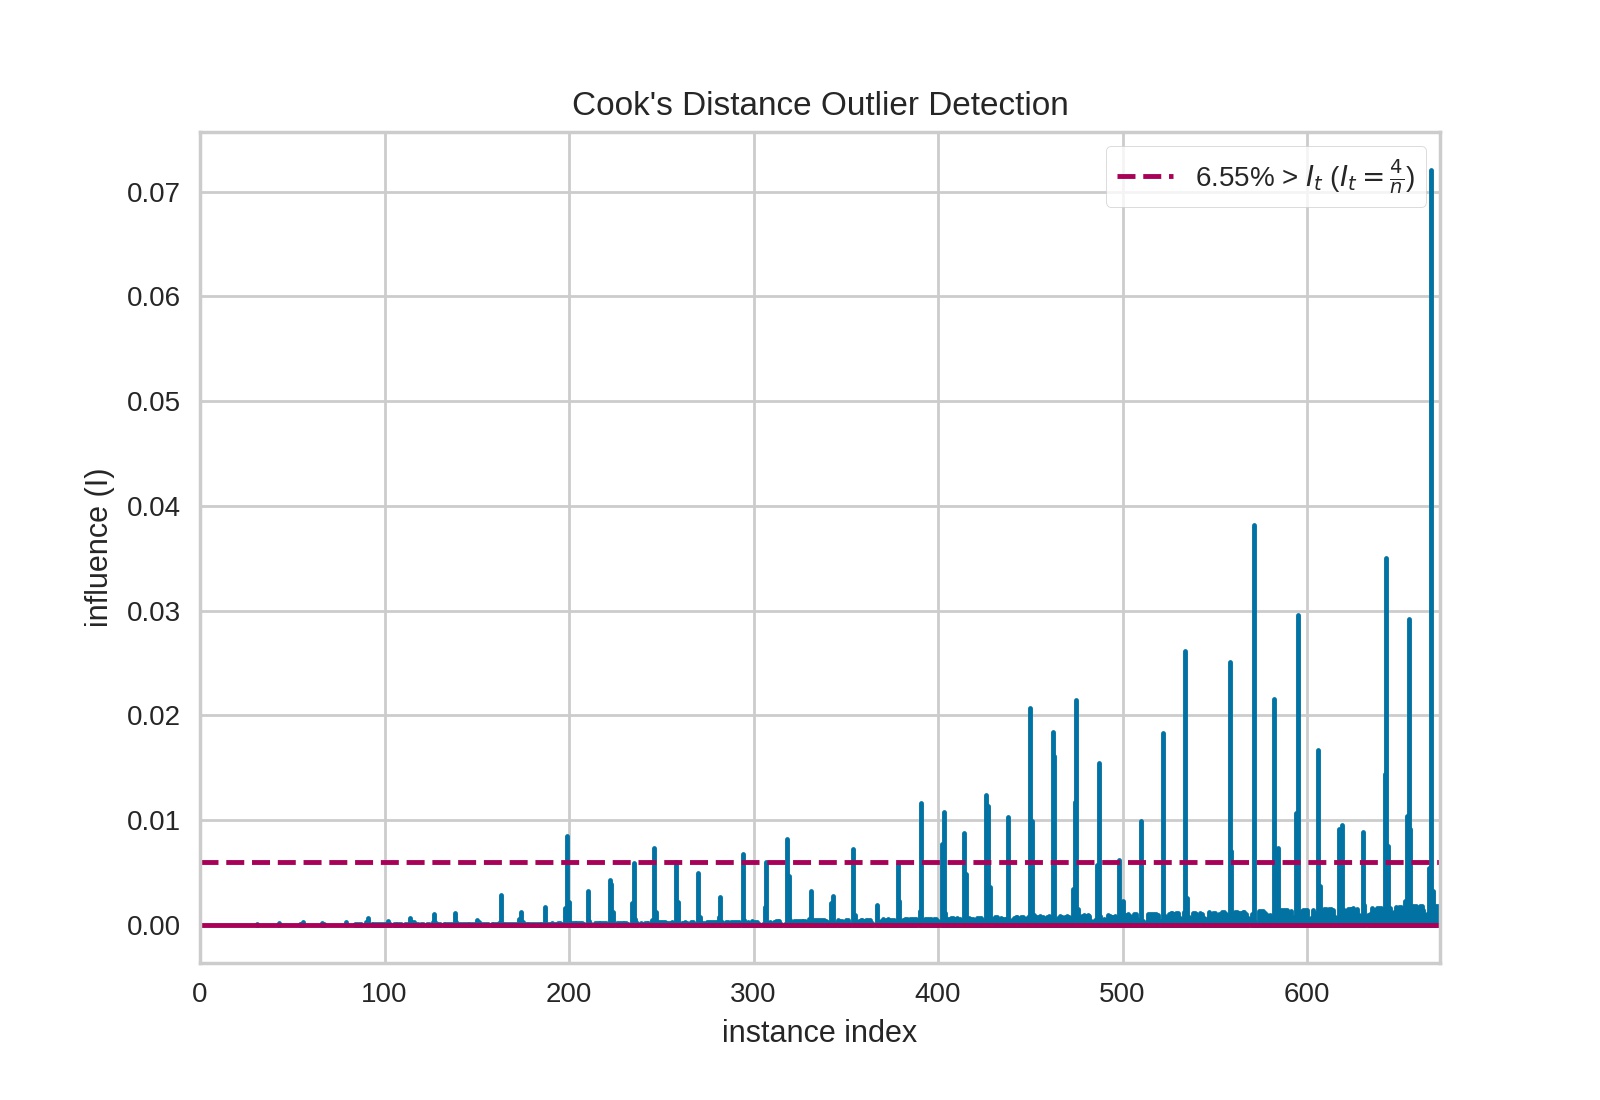 Cook's Distance Outlier Detection
6.55% > I_t (I_t = 4/n)
0.07
0.06
0.05
0.04
0.03
0.02
0.01
0.00
influence (I)
0 100 200 300 400 500 600
instance index